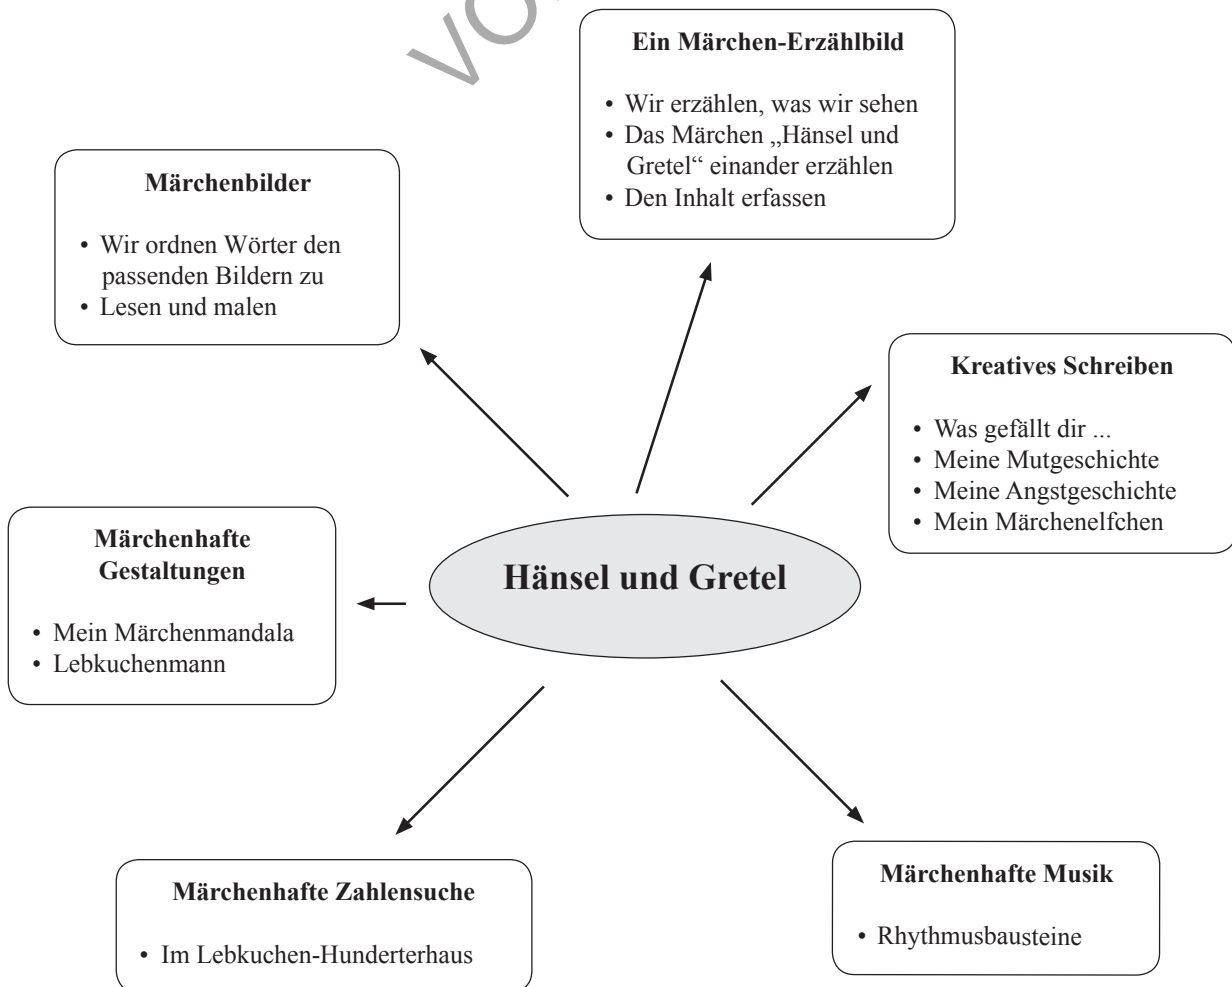 Ein Märchen-Erzählbild
• Wir erzählen, was wir sehen
• Das Märchen „Hänsel und
Gretel“ einander erzählen
• Den Inhalt erfassen
Märchenbilder
• Wir ordnen Wörter den
passenden Bildern zu
• Lesen und malen
Kreatives Schreiben
• Was gefällt dir ...
• Meine Mutgeschichte
• Meine Angstgeschichte
• Mein Märchenelfchen
Märchenhafte
Gestaltungen
• Mein Märchenmandala
• Lebkuchenmann
Hänsel und Gretel
Märchenhafte Zahlensuche
• Im Lebkuchen-Hunderterhaus
Märchenhafte Musik
• Rhythmusbausteine